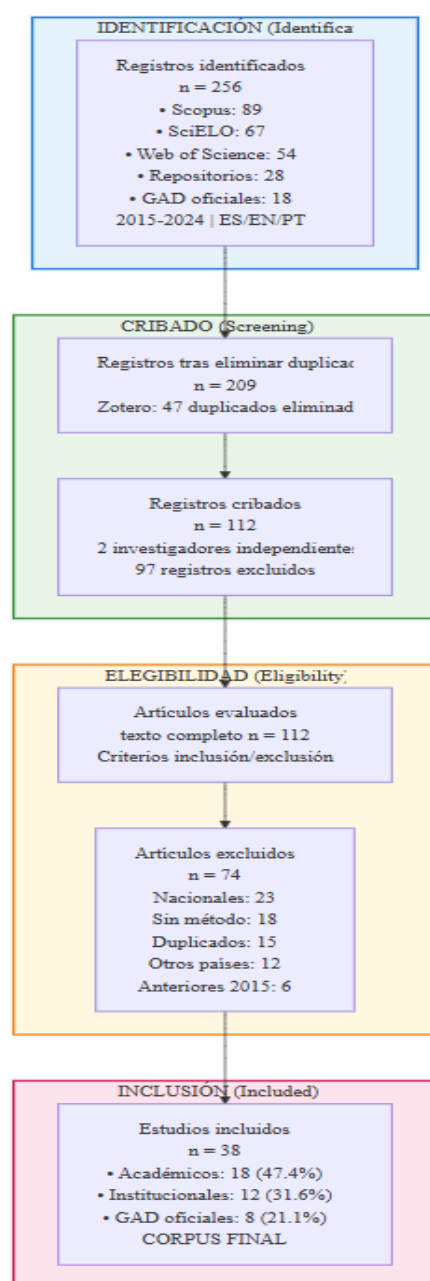 IDENTIFICACIÓN (Identifica
Registros identificados
n = 256
• Scopus: 89
• SciELO: 67
• Web of Science: 54
• Repositorios: 28
• GAD oficiales: 18
2015-2024 | ES/EN/PT
CRIBADO (Screening)
Registros tras eliminar duplicac
n = 209
Zotero: 47 duplicados eliminad
Registros cribados
n = 112
2 investigadores independientes
97 registros excluidos
ELEGIBILIDAD (Eligibility)
Artículos evaluados
texto completo n = 112
Criterios inclusión/exclusión
Artículos excluidos
n = 74
Nacionales: 23
Sin método: 18
Duplicados: 15
Otros países: 12
Anteriores 2015: 6
INCLUSIÓN (Included)
Estudios incluidos
n = 38
• Académicos: 18 (47.4%)
• Institucionales: 12 (31.6%)
• GAD oficiales: 8 (21.1%)
CORPUS FINAL